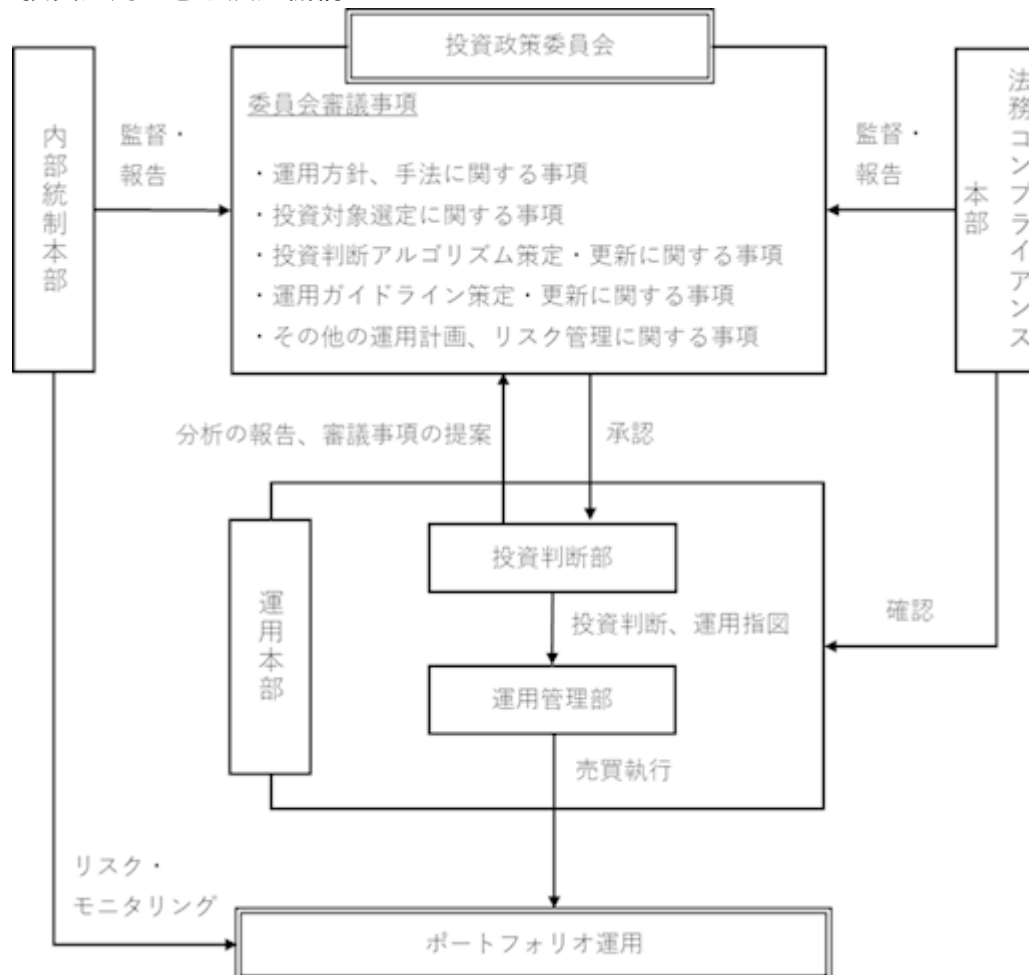 投資政策委員会
委員会審議事項
・運用方針、手法に関する事項
・投資対象選定に関する事項
・投資判断アルゴリズム策定・更新に関する事項
・運用ガイドライン策定・更新に関する事項
・その他の運用計画、リスク管理に関する事項
内部統制本部
監督・
報告
監督・
報告
法務コンプライアンス
本部
分析の報告、審議事項の提案
承認
運用本部
投資判断部
投資判断、運用指図
運用管理部
売買執行
確認
リスク・
モニタリング
ポートフォリオ運用